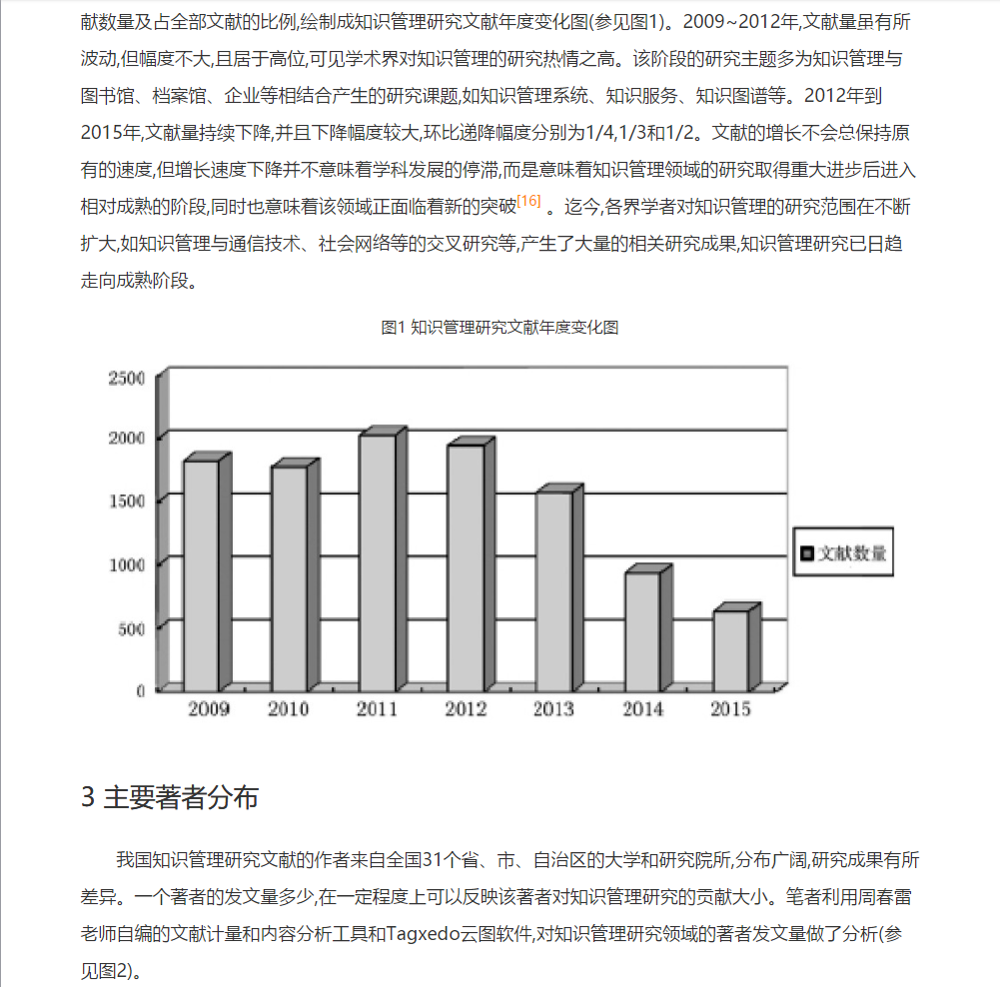 献数量及占全部文献的比例,绘制成知识管理研究文献年度变化图(参见图1)。2009~2012年,文献量虽有所
波动,但幅度不大,且居于高位,可见学术界对知识管理的研究热情之高。该阶段的研究主题多为知识管理与
图书馆、档案馆、企业等相结合产生的研究课题,如知识管理系统、知识服务、知识图谱等。2012年到
2015年,文献量持续下降,并且下降幅度较大,环比递降幅度分别为1/4,1/3和1/2。文献的增长不会总保持原
有的速度,但增长速度下降并不意味着学科发展的停滞,而是意味着知识管理领域的研究取得重大进步后进入
相对成熟的阶段,同时也意味着该领域正面临着新的突破[16] 。迄今,各界学者对知识管理的研究范围在不断
扩大,如知识管理与通信技术、社会网络等的交叉研究等,产生了大量的相关研究成果,知识管理研究已日趋
走向成熟阶段。
图1 知识管理研究文献年度变化图
2500
2000
1500
1000
500
0
2009 2010 2011 2012 2013 2014 2015
文献数量
3 主要著者分布
我国知识管理研究文献的作者来自全国31个省、市、自治区的大学和研究院所,分布广阔,研究成果有所
差异。一个著者的发文量多少,在一定程度上可以反映该著者对知识管理研究的贡献大小。笔者利用周春雷
老师自编的文献计量和内容分析工具和Tagxedo云图软件,对知识管理研究领域的著者发文量做了分析(参
见图2)。